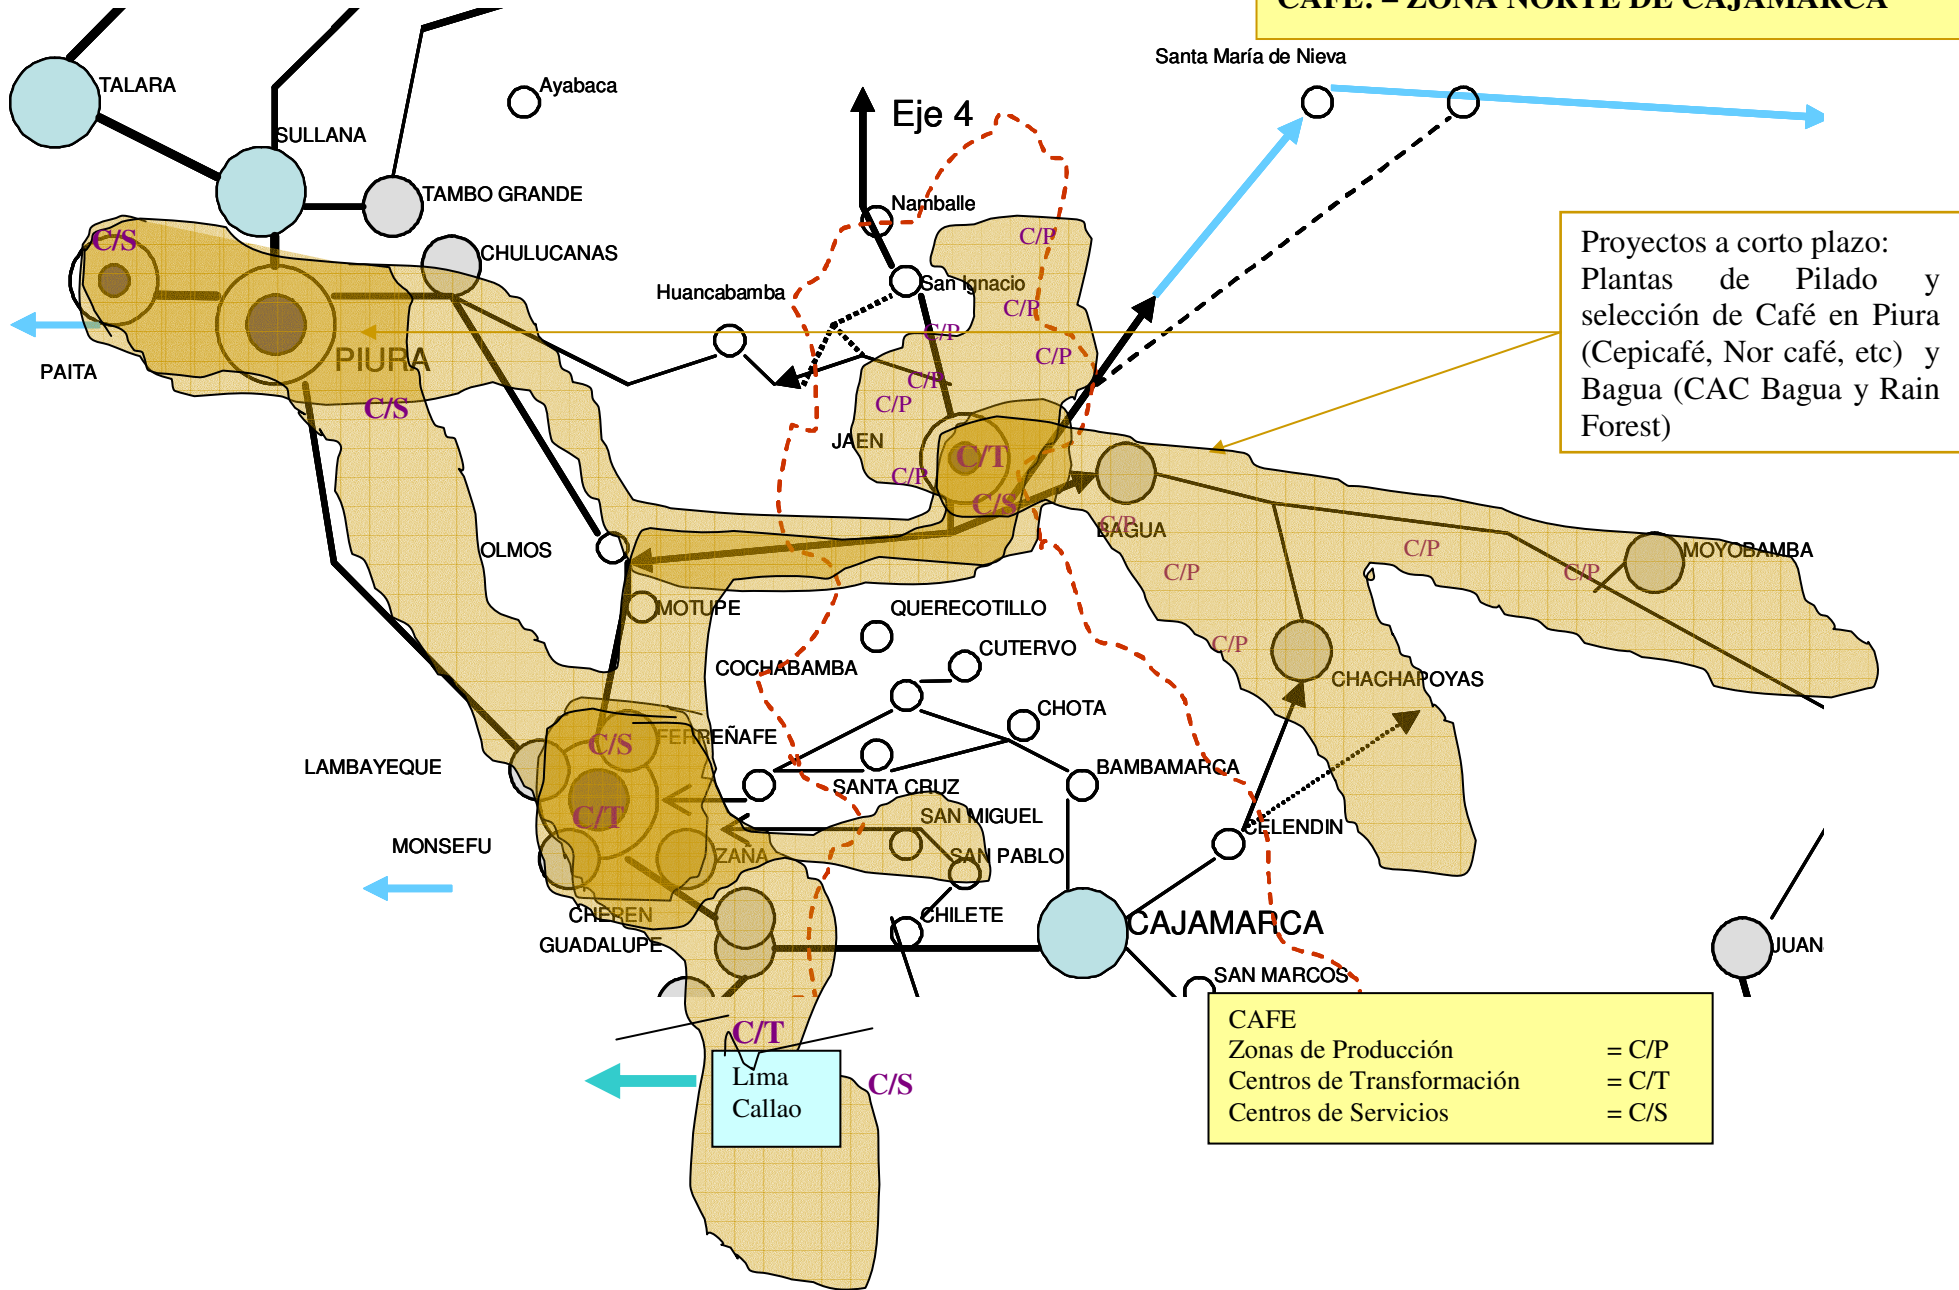 CAFE: – ZONA NORTE DE CAJAMARCA
Santa María de Nieva
TALARA
Ayabaca
Eje 4
SULLANA
TAMBO GRANDE
Namballe
C/S
C/P
CHULUCANAS
San Ignacio
Huancabamba
C/P
C/P
Proyectos a corto plazo:
Plantas de Pilado y
selección de Café en Piura
(Cepicafé, Nor café, etc) y
Bagua (CAC Bagua y Rain
Forest)
PIURA
PAITA
C/P
C/P
C/S
C/P
JAEN
C/T
C/P
C/S
C/P
BAGUA
OLMOS
C/P
MOYOBAMBA
C/P
C/P
MOTUPE
QUERECOTILLO
C/P
CUTERVO
COCHABAMBA
CHACHAPOYAS
CHOTA
C/S
FERREÑAFE
LAMBAYEQUE
BAMBAMARCA
SANTA CRUZ
C/T
SAN MIGUEL
CELENDIN
MONSEFU
ZAÑA
SAN PABLO
CHEREN
CHILETE
CAJAMARCA
GUADALUPE
JUAN
SAN MARCOS
C/T
Lima
Callao
C/S
CAFE
Zonas de Producción = C/P
Centros de Transformación = C/T
Centros de Servicios = C/S